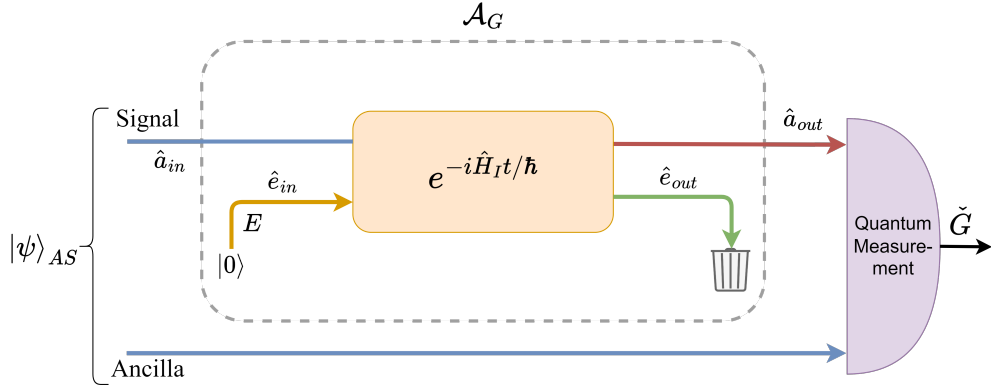 𝒜_G
Signal
â_in
â_out
ê_in
e^{-iĤ_I t/ħ}
ê_out
E
|0⟩
|ψ⟩_AS
Quantum
Measure-
ment
Ǧ
Ancilla